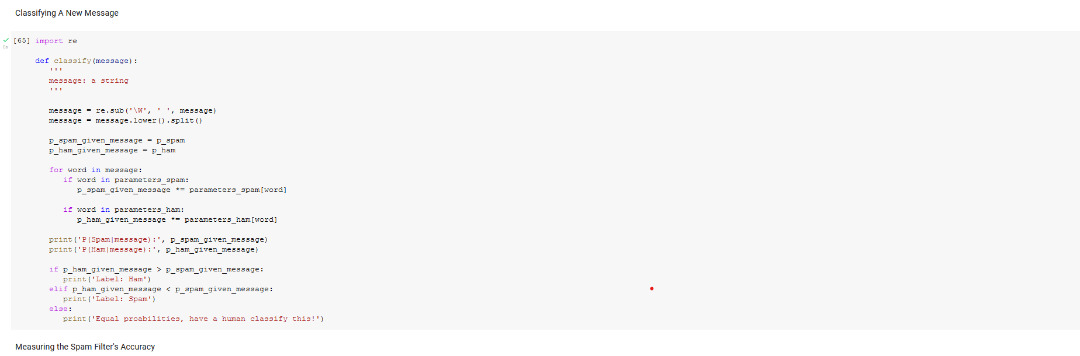 Classifying A New Message
[65] import re
def classify(message):
'''
message: a string
'''
message = re.sub('\W', ' ', message)
message = message.lower().split()
p_spam_given_message = p_spam
p_ham_given_message = p_ham
for word in message:
if word in parameters_spam:
p_spam_given_message *= parameters_spam[word]
if word in parameters_ham:
p_ham_given_message *= parameters_ham[word]
print('P(Spam|message):', p_spam_given_message)
print('P(Ham|message):', p_ham_given_message)
if p_ham_given_message > p_spam_given_message:
print('Label: Ham')
elif p_ham_given_message < p_spam_given_message:
print('Label: Spam')
else:
print('Equal proabilities, have a human classify this!')
Measuring the Spam Filter's Accuracy